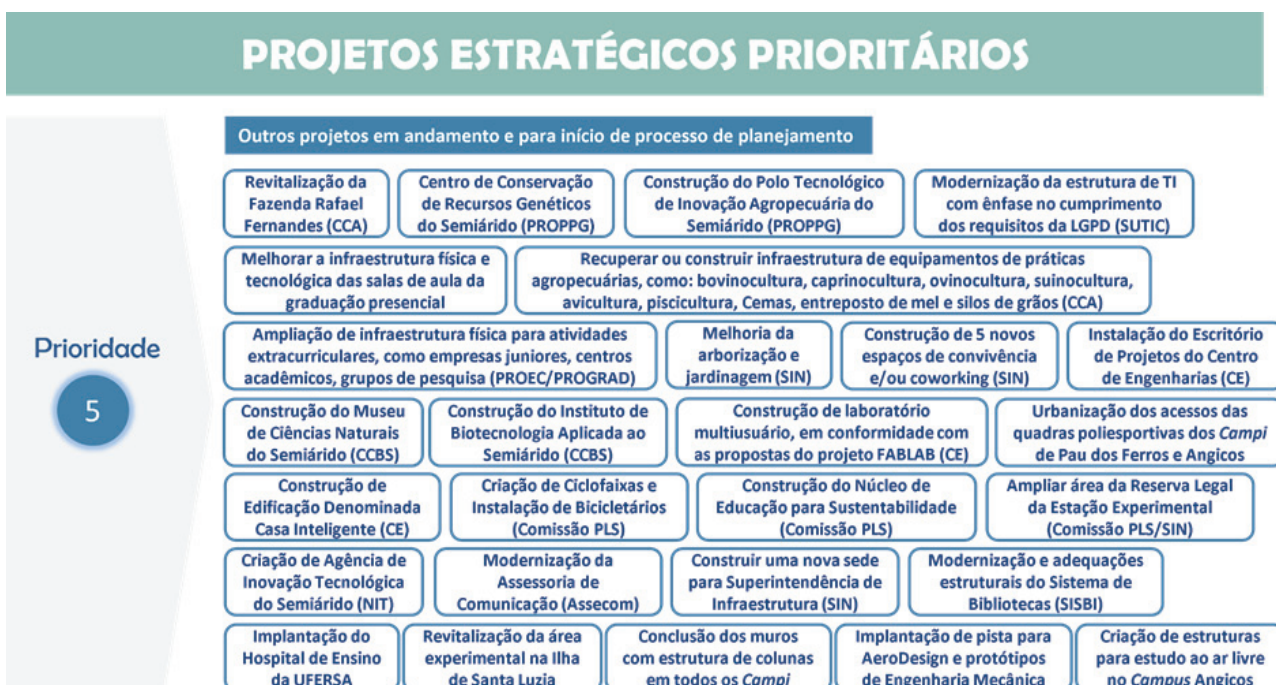 PROJETOS ESTRATÉGICOS PRIORITÁRIOS
Outros projetos em andamento e para início de processo de planejamento
Prioridade
5
Revitalização da
Fazenda Rafael
Fernandes (CCA)
Centro de Conservação
de Recursos Genéticos
do Semiárido (PROPPG)
Construção do Polo Tecnológico
de Inovação Agropecuária do
Semiárido (PROPPG)
Modernização da estrutura de TI
com ênfase no cumprimento
dos requisitos da LGPD (SUTIC)
Melhorar a infraestrutura física e
tecnológica das salas de aula da
graduação presencial
Recuperar ou construir infraestrutura de equipamentos de práticas
agropecuárias, como: bovinocultura, caprinocultura, ovinocultura, suinocultura,
avicultura, piscicultura, Cemas, entreposto de mel e silos de grãos (CCA)
Ampliação de infraestrutura física para atividades
extracurriculares, como empresas juniores, centros
acadêmicos, grupos de pesquisa (PROEC/PROGRAD)
Melhoria da
arborização e
jardinagem (SIN)
Construção de 5 novos
espaços de convivência
e/ou coworking (SIN)
Instalação do Escritório
de Projetos do Centro
de Engenharias (CE)
Construção do Museu
de Ciências Naturais
do Semiárido (CCBS)
Construção do Instituto de
Biotecnologia Aplicada ao
Semiárido (CCBS)
Construção de laboratório
multiusuário, em conformidade com
as propostas do projeto FABLAB (CE)
Urbanização dos acessos das
quadras poliesportivas dos Campi
de Pau dos Ferros e Angicos
Construção de
Edificação Denominada
Casa Inteligente (CE)
Criação de Ciclofaixas e
Instalação de Bicicletários
(Comissão PLS)
Construção do Núcleo de
Educação para Sustentabilidade
(Comissão PLS)
Ampliar área da Reserva Legal
da Estação Experimental
(Comissão PLS/SIN)
Criação de Agência de
Inovação Tecnológica
do Semiárido (NIT)
Modernização da
Assessoria de
Comunicação (Assecom)
Construir uma nova sede
para Superintendência de
Infraestrutura (SIN)
Modernização e adequações
estruturais do Sistema de
Bibliotecas (SISBI)
Implantação do
Hospital de Ensino
da UFERSA
Revitalização da área
experimental na Ilha
de Santa Luzia
Conclusão dos muros
com estrutura de colunas
em todos os Campi
Implantação de pista para
AeroDesign e protótipos
de Engenharia Mecânica
Criação de estruturas
para estudo ao ar livre
no Campus Angicos